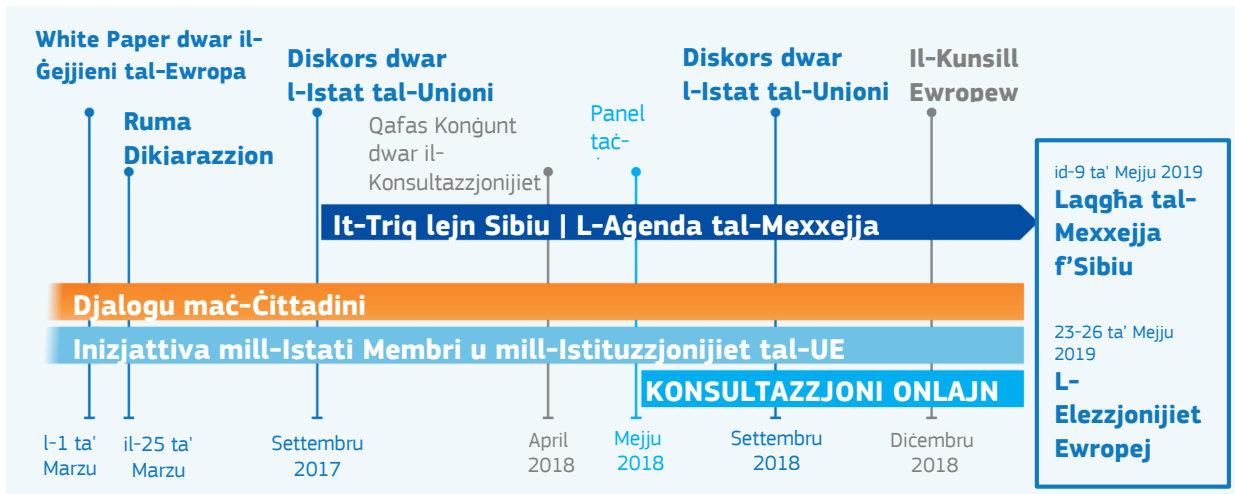 White Paper dwar il-
Ġejjieni tal-Ewropa
Ruma
Dikjarazzjon
Diskors dwar
l-Istat tal-Unjoni
Qafas Konġunt
dwar il-
Konsultazzjonijiet
Panel
taċ-
Diskors dwar
l-Istat tal-Unjoni
Il-Kunsill
Ewropew
It-Triq lejn Sibiu | L-Aġenda tal-Mexxejja
Djalogu maċ-Ċittadini
Inizjattiva mill-Istati Membri u mill-Istituzzjonijiet tal-UE
KONSULTAZZJONI ONLAJN
l-1 ta'
Marzu
il-25 ta'
Marzu
Settembru
2017
April
2018
Mejju
2018
Settembru
2018
Diċembru
2018
id-9 ta' Mejju 2019
Laqgħa tal-
Mexxejja
f'Sibiu
23-26 ta' Mejju
2019
L-
Elezzjonijiet
Ewropej